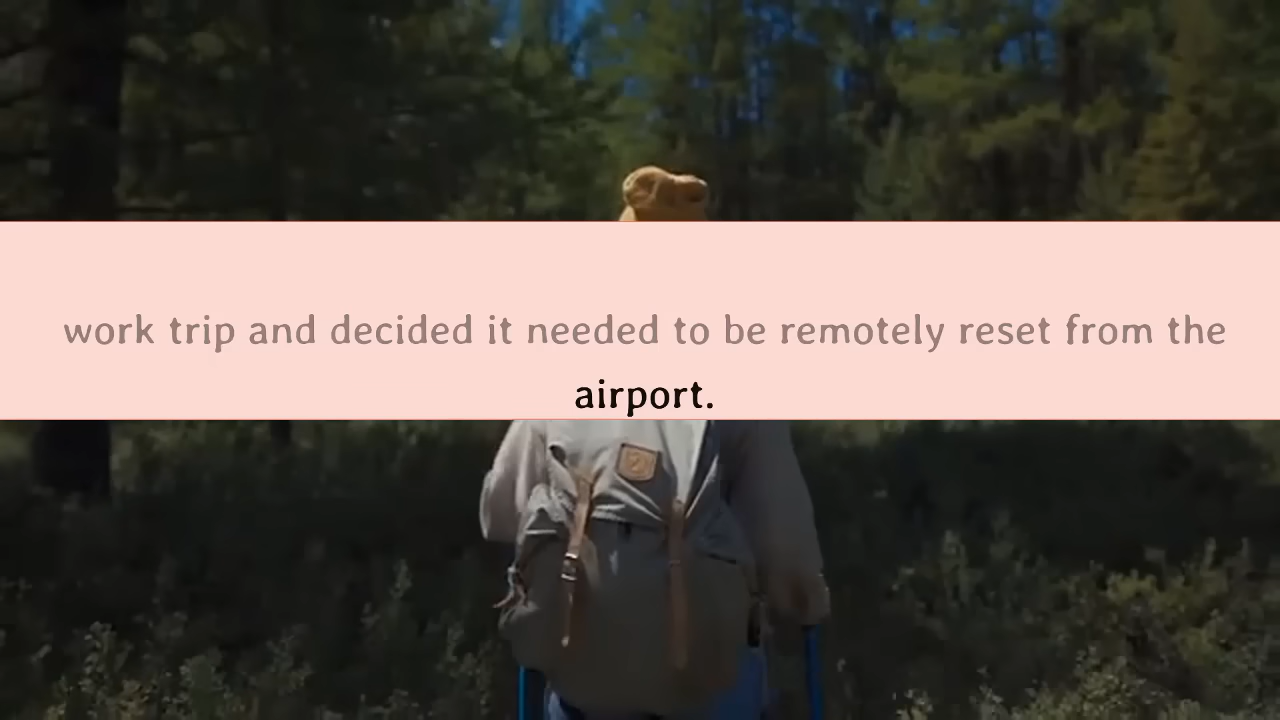 work trip and decided it needed to be remotely reset from the
airport.